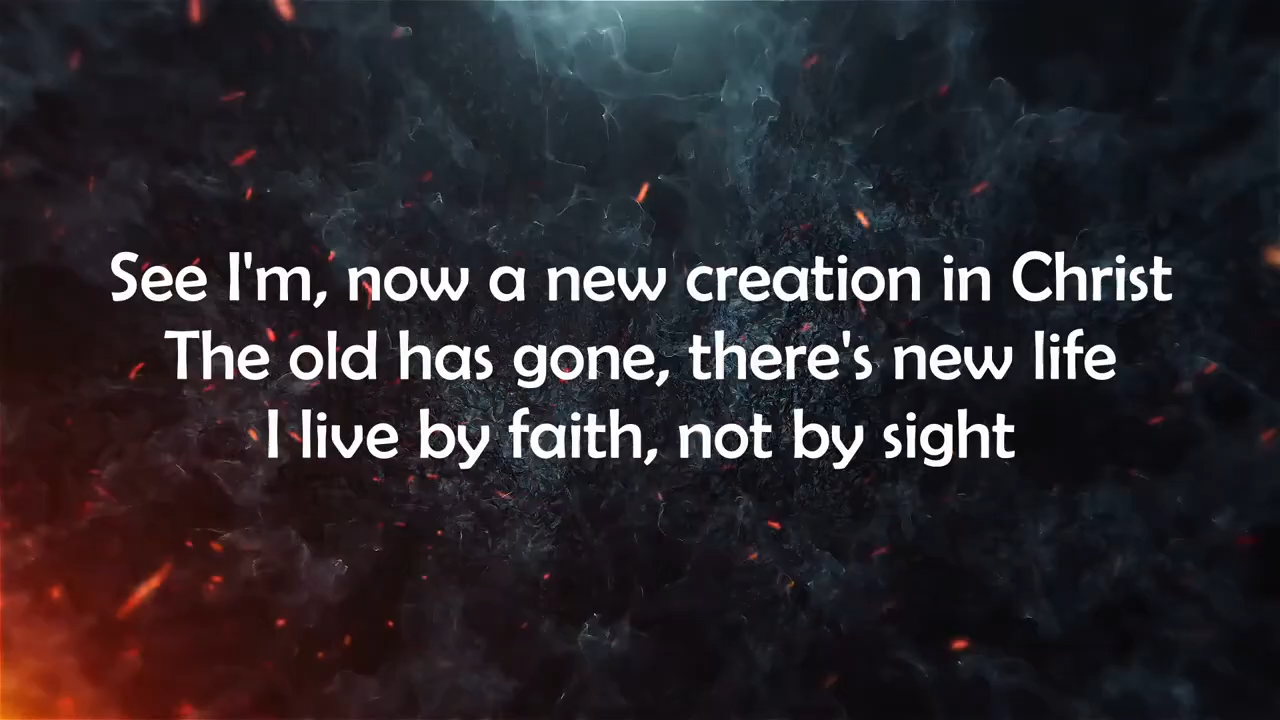 See I'm, now a new creation in Christ
The old has gone, there's new life
I live by faith, not by sight